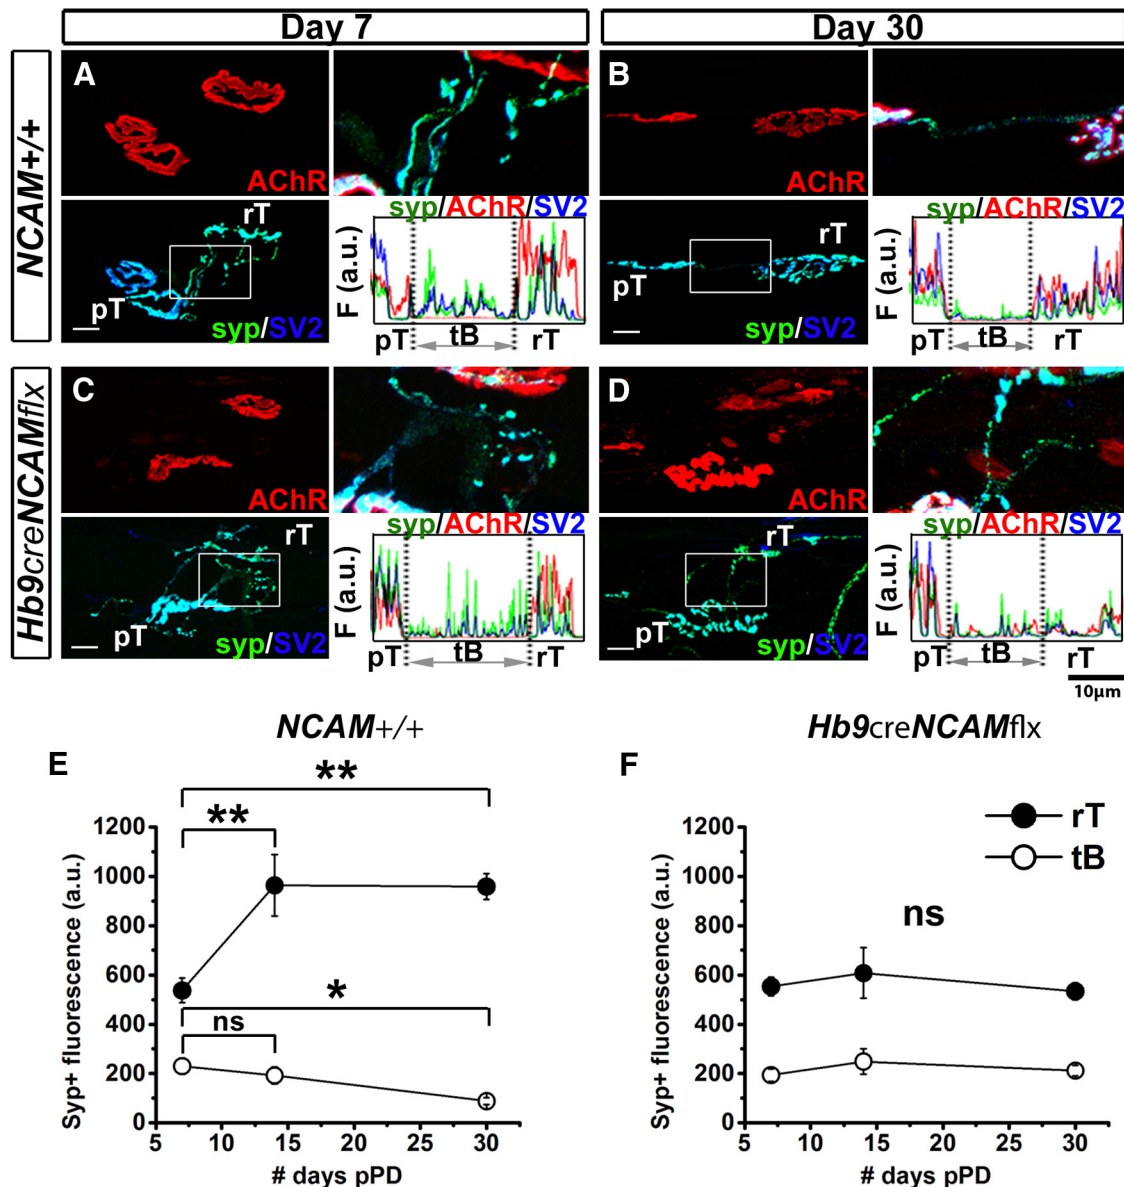 Day 7
Day 30
NCAM+/+
A
AChR
B
AChR
rT
pT
syp/SV2
syp/AChR/SV2
F (a.u.)
pT
tB
rT
rT
pT
syp/SV2
syp/AChR/SV2
F (a.u.)
pT
tB
rT
Hb9creNCAMflx
C
AChR
D
AChR
rT
pT
syp/SV2
syp/AChR/SV2
F (a.u.)
pT
tB
rT
rT
pT
syp/SV2
syp/AChR/SV2
F (a.u.)
pT
tB
rT
10µm
NCAM+/+
E
**
**
*
ns
Syp+ fluorescence (a.u.)
1200
1000
800
600
400
200
0
5 10 15 20 25 30
# days pPD
Hb9creNCAMflx
F
rT
tB
ns
Syp+ fluorescence (a.u.)
1200
1000
800
600
400
200
0
5 10 15 20 25 30
# days pPD